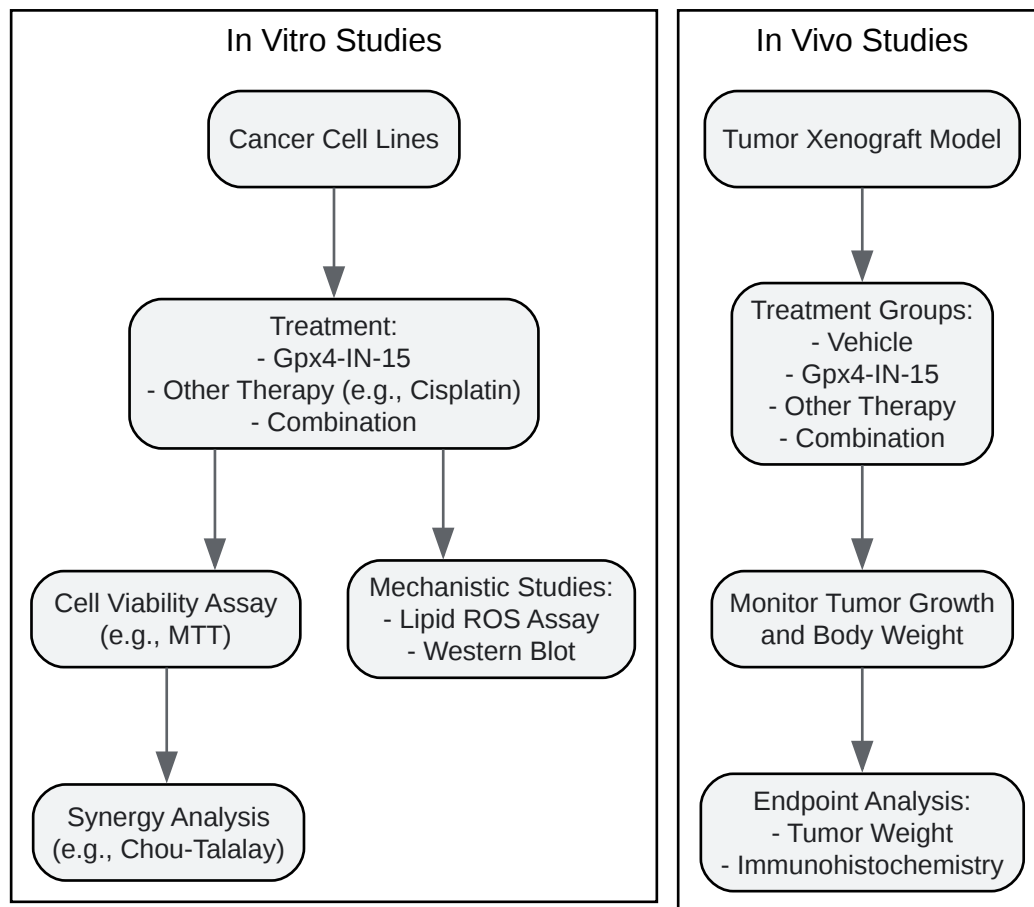 In Vitro Studies
Cancer Cell Lines
Treatment:
- Gpx4-IN-15
- Other Therapy (e.g., Cisplatin)
- Combination
Cell Viability Assay
(e.g., MTT)
Mechanistic Studies:
- Lipid ROS Assay
- Western Blot
Synergy Analysis
(e.g., Chou-Talalay)
In Vivo Studies
Tumor Xenograft Model
Treatment Groups:
- Vehicle
- Gpx4-IN-15
- Other Therapy
- Combination
Monitor Tumor Growth
and Body Weight
Endpoint Analysis:
- Tumor Weight
- Immunohistochemistry